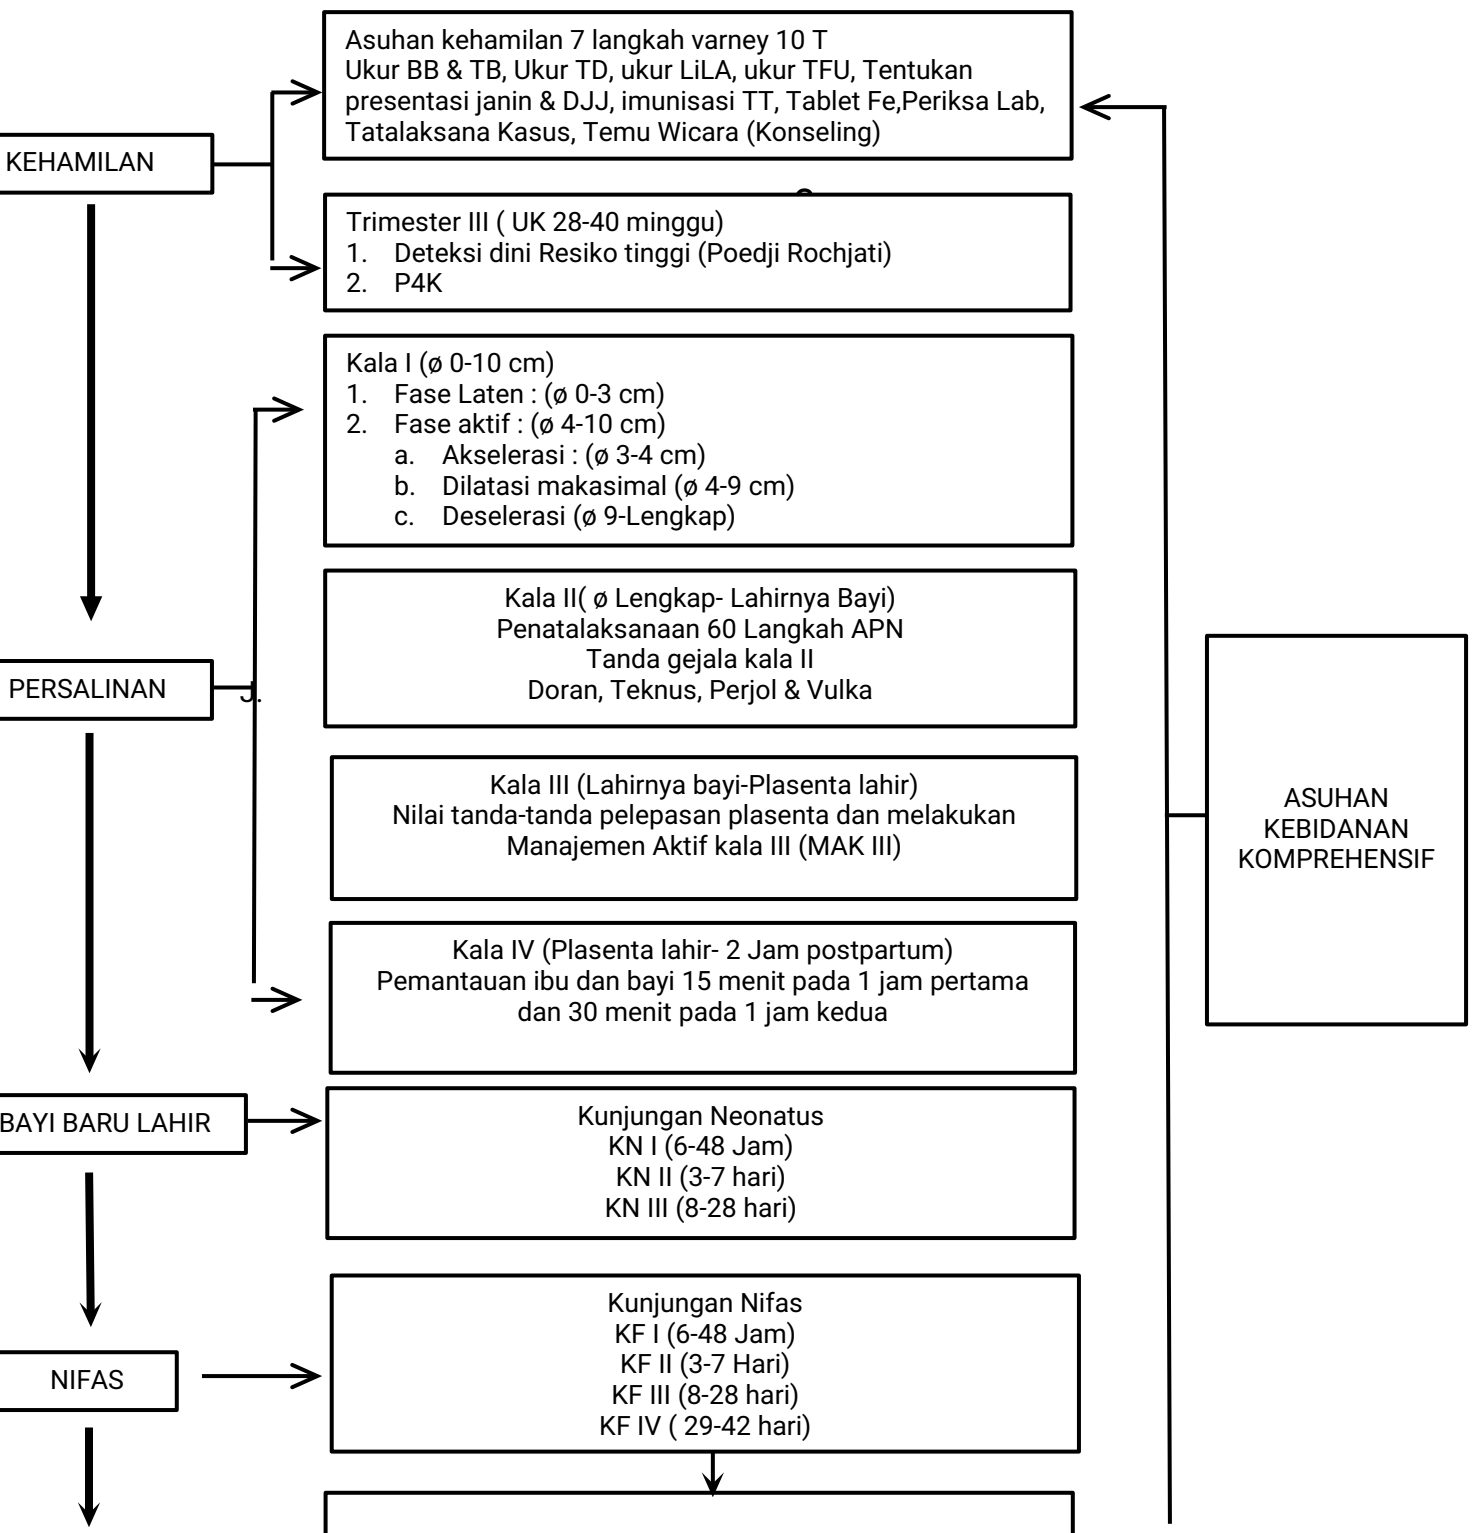 Asuhan kehamilan 7 langkah varney 10 T
Ukur BB & TB, Ukur TD, ukur LiLA, ukur TFU, Tentukan
presentasi janin & DJJ, imunisasi TT, Tablet Fe,Periksa Lab,
Tatalaksana Kasus, Temu Wicara (Konseling)
KEHAMILAN
Trimester III ( UK 28-40 minggu)
1. Deteksi dini Resiko tinggi (Poedji Rochjati)
2. P4K
Kala I (ø 0-10 cm)
1. Fase Laten : (ø 0-3 cm)
2. Fase aktif : (ø 4-10 cm)
a. Akselerasi : (ø 3-4 cm)
b. Dilatasi makasimal (ø 4-9 cm)
c. Deselerasi (ø 9-Lengkap)
Kala II( ø Lengkap- Lahirnya Bayi)
Penatalaksanaan 60 Langkah APN
Tanda gejala kala II
Doran, Teknus, Perjol & Vulka
PERSALINAN
Kala III (Lahirnya bayi-Plasenta lahir)
Nilai tanda-tanda pelepasan plasenta dan melakukan
Manajemen Aktif kala III (MAK III)
ASUHAN
KEBIDANAN
KOMPREHENSIF
Kala IV (Plasenta lahir- 2 Jam postpartum)
Pemantauan ibu dan bayi 15 menit pada 1 jam pertama
dan 30 menit pada 1 jam kedua
BAYI BARU LAHIR
Kunjungan Neonatus
KN I (6-48 Jam)
KN II (3-7 hari)
KN III (8-28 hari)
NIFAS
Kunjungan Nifas
KF I (6-48 Jam)
KF II (3-7 Hari)
KF III (8-28 hari)
KF IV ( 29-42 hari)